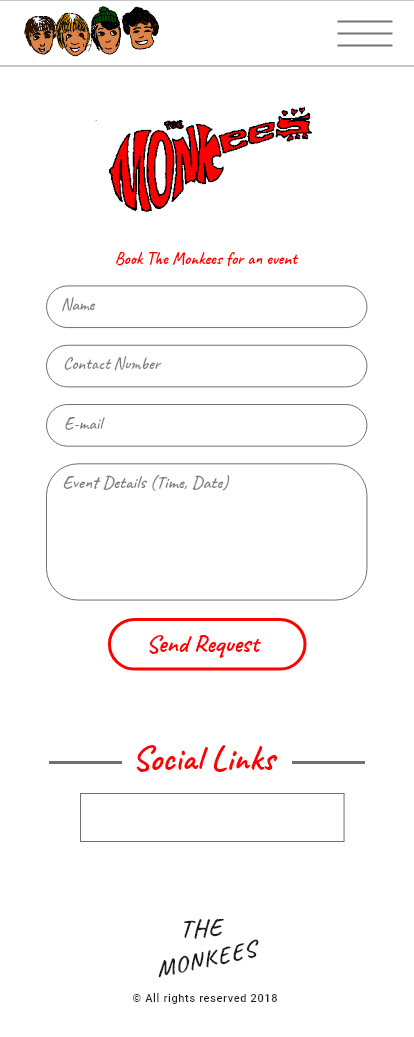 THE
MONKEES
Book The Monkees for an event
Name
Contact Number
E-mail
Event Details (Time, Date)
Send Request
Social Links
THE
MONKEES
© All rights reserved 2018